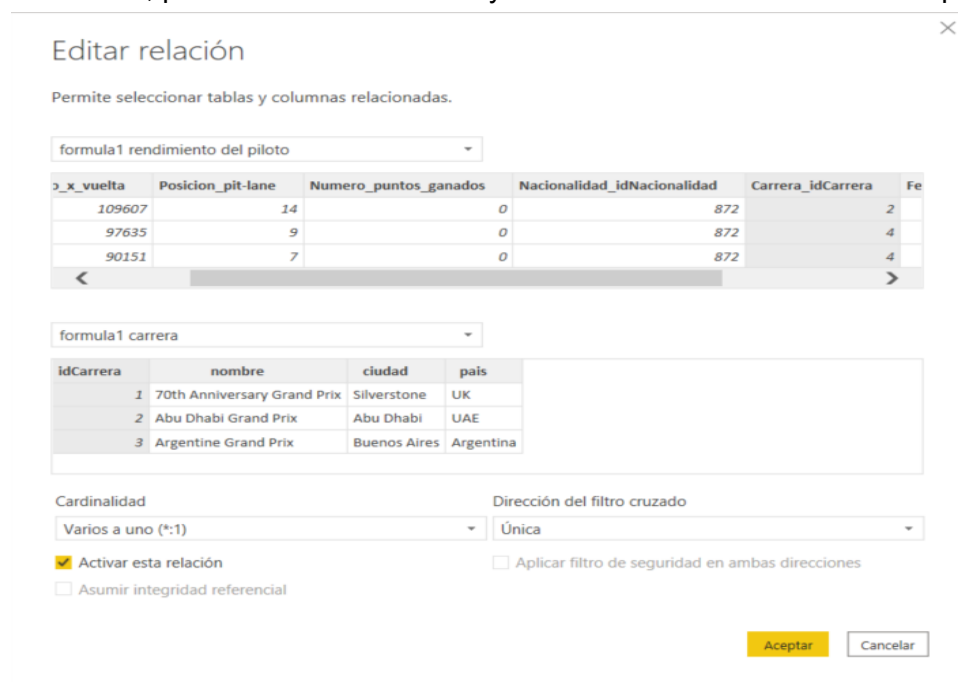 Editar relación
Permite seleccionar tablas y columnas relacionadas.
formula1 rendimiento del piloto
o_x_vuelta Posicion_pit-lane Numero_puntos_ganados Nacionalidad_idNacionalidad Carrera_idCarrera Fe
109607 14 0 872 2
97635 9 0 872 4
90151 7 0 872 4
formula1 carrera
idCarrera nombre ciudad pais
1 70th Anniversary Grand Prix Silverstone UK
2 Abu Dhabi Grand Prix Abu Dhabi UAE
3 Argentine Grand Prix Buenos Aires Argentina
Cardinalidad Dirección del filtro cruzado
Varios a uno (*:1) Única
Activar esta relación Aplicar filtro de seguridad en ambas direcciones
Asumir integridad referencial
Aceptar Cancelar